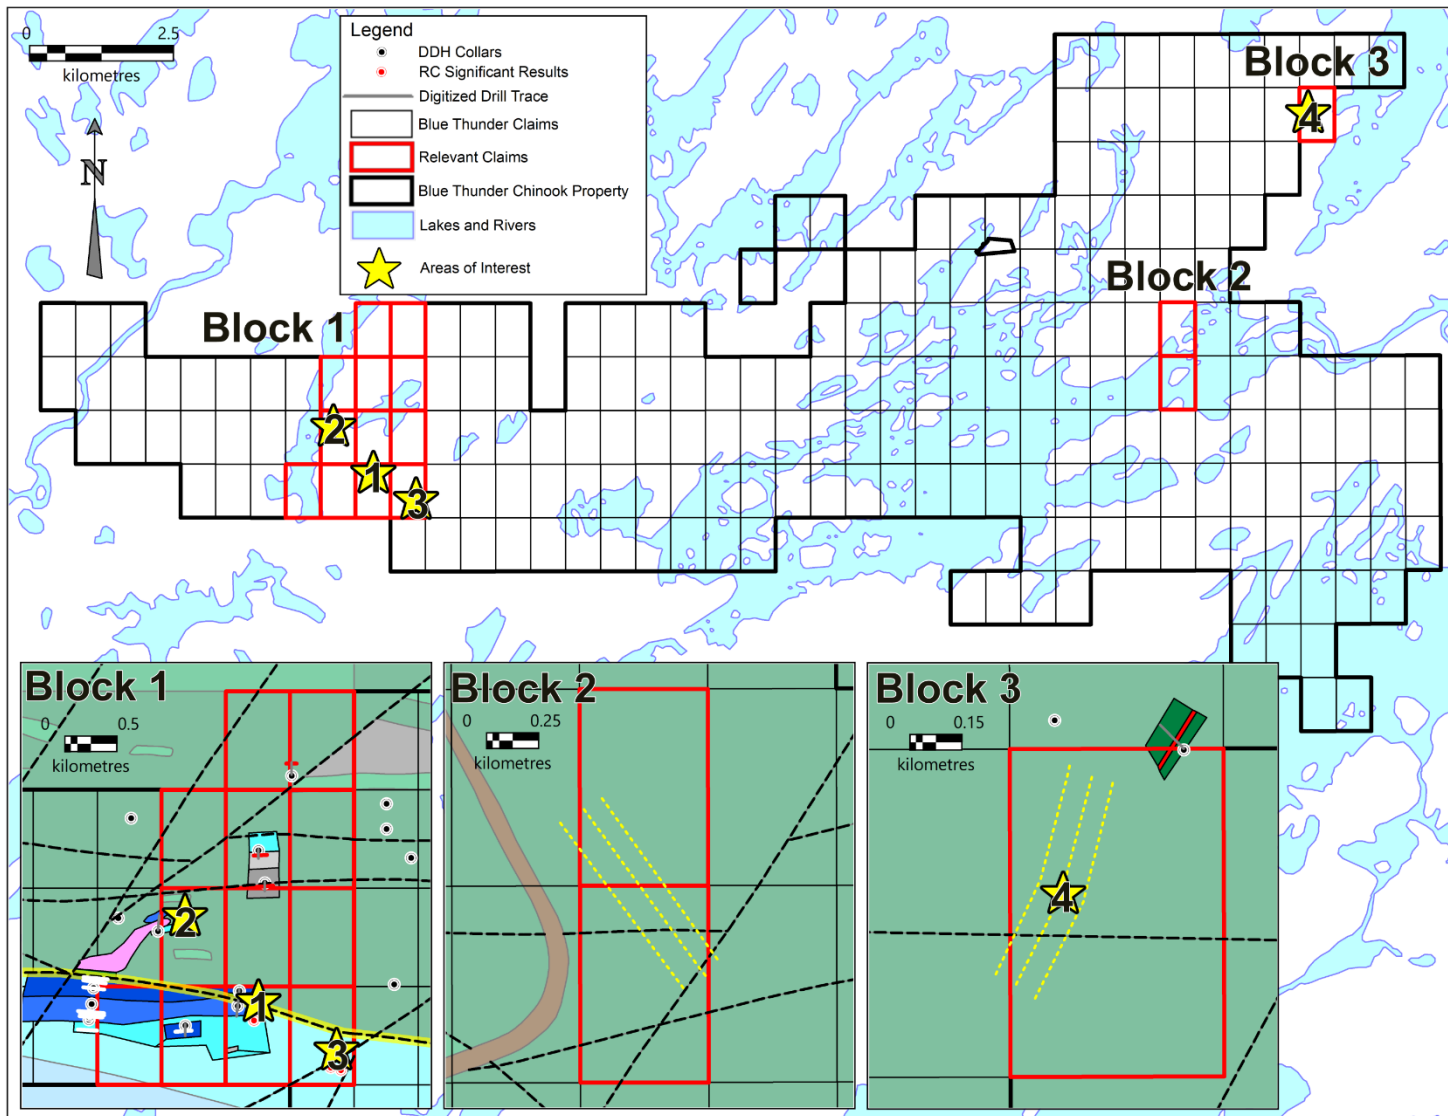 0 2.5
kilometres
N
Legend
DDH Collars
RC Significant Results
Digitized Drill Trace
Blue Thunder Claims
Relevant Claims
Blue Thunder Chinook Property
Lakes and Rivers
Areas of Interest
Block 3
4
Block 2
Block 1
2
1
3
Block 1
0 0.5
kilometres
2
1
3
Block 2
0 0.25
kilometres
Block 3
0 0.15
kilometres
4